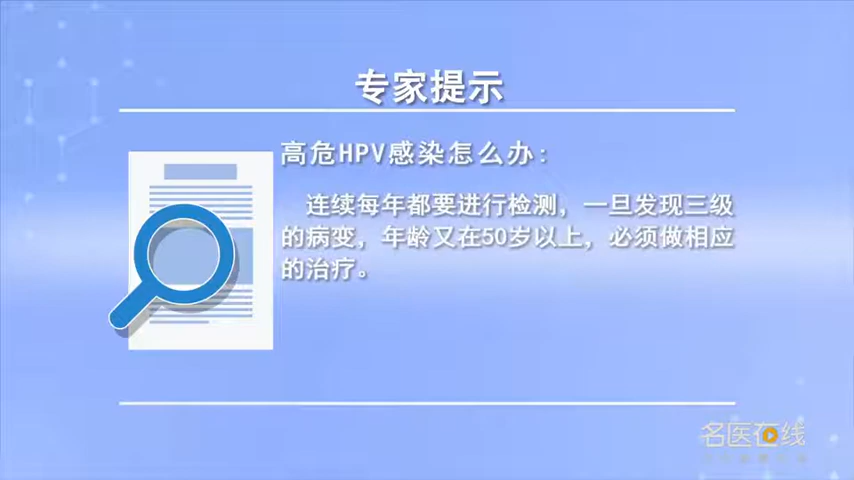 专家提示
高危HPV感染怎么办：
连续每年都要进行检测，一旦发现三级
的病变，年龄又在50岁以上，必须做相应
的治疗。
名医在线